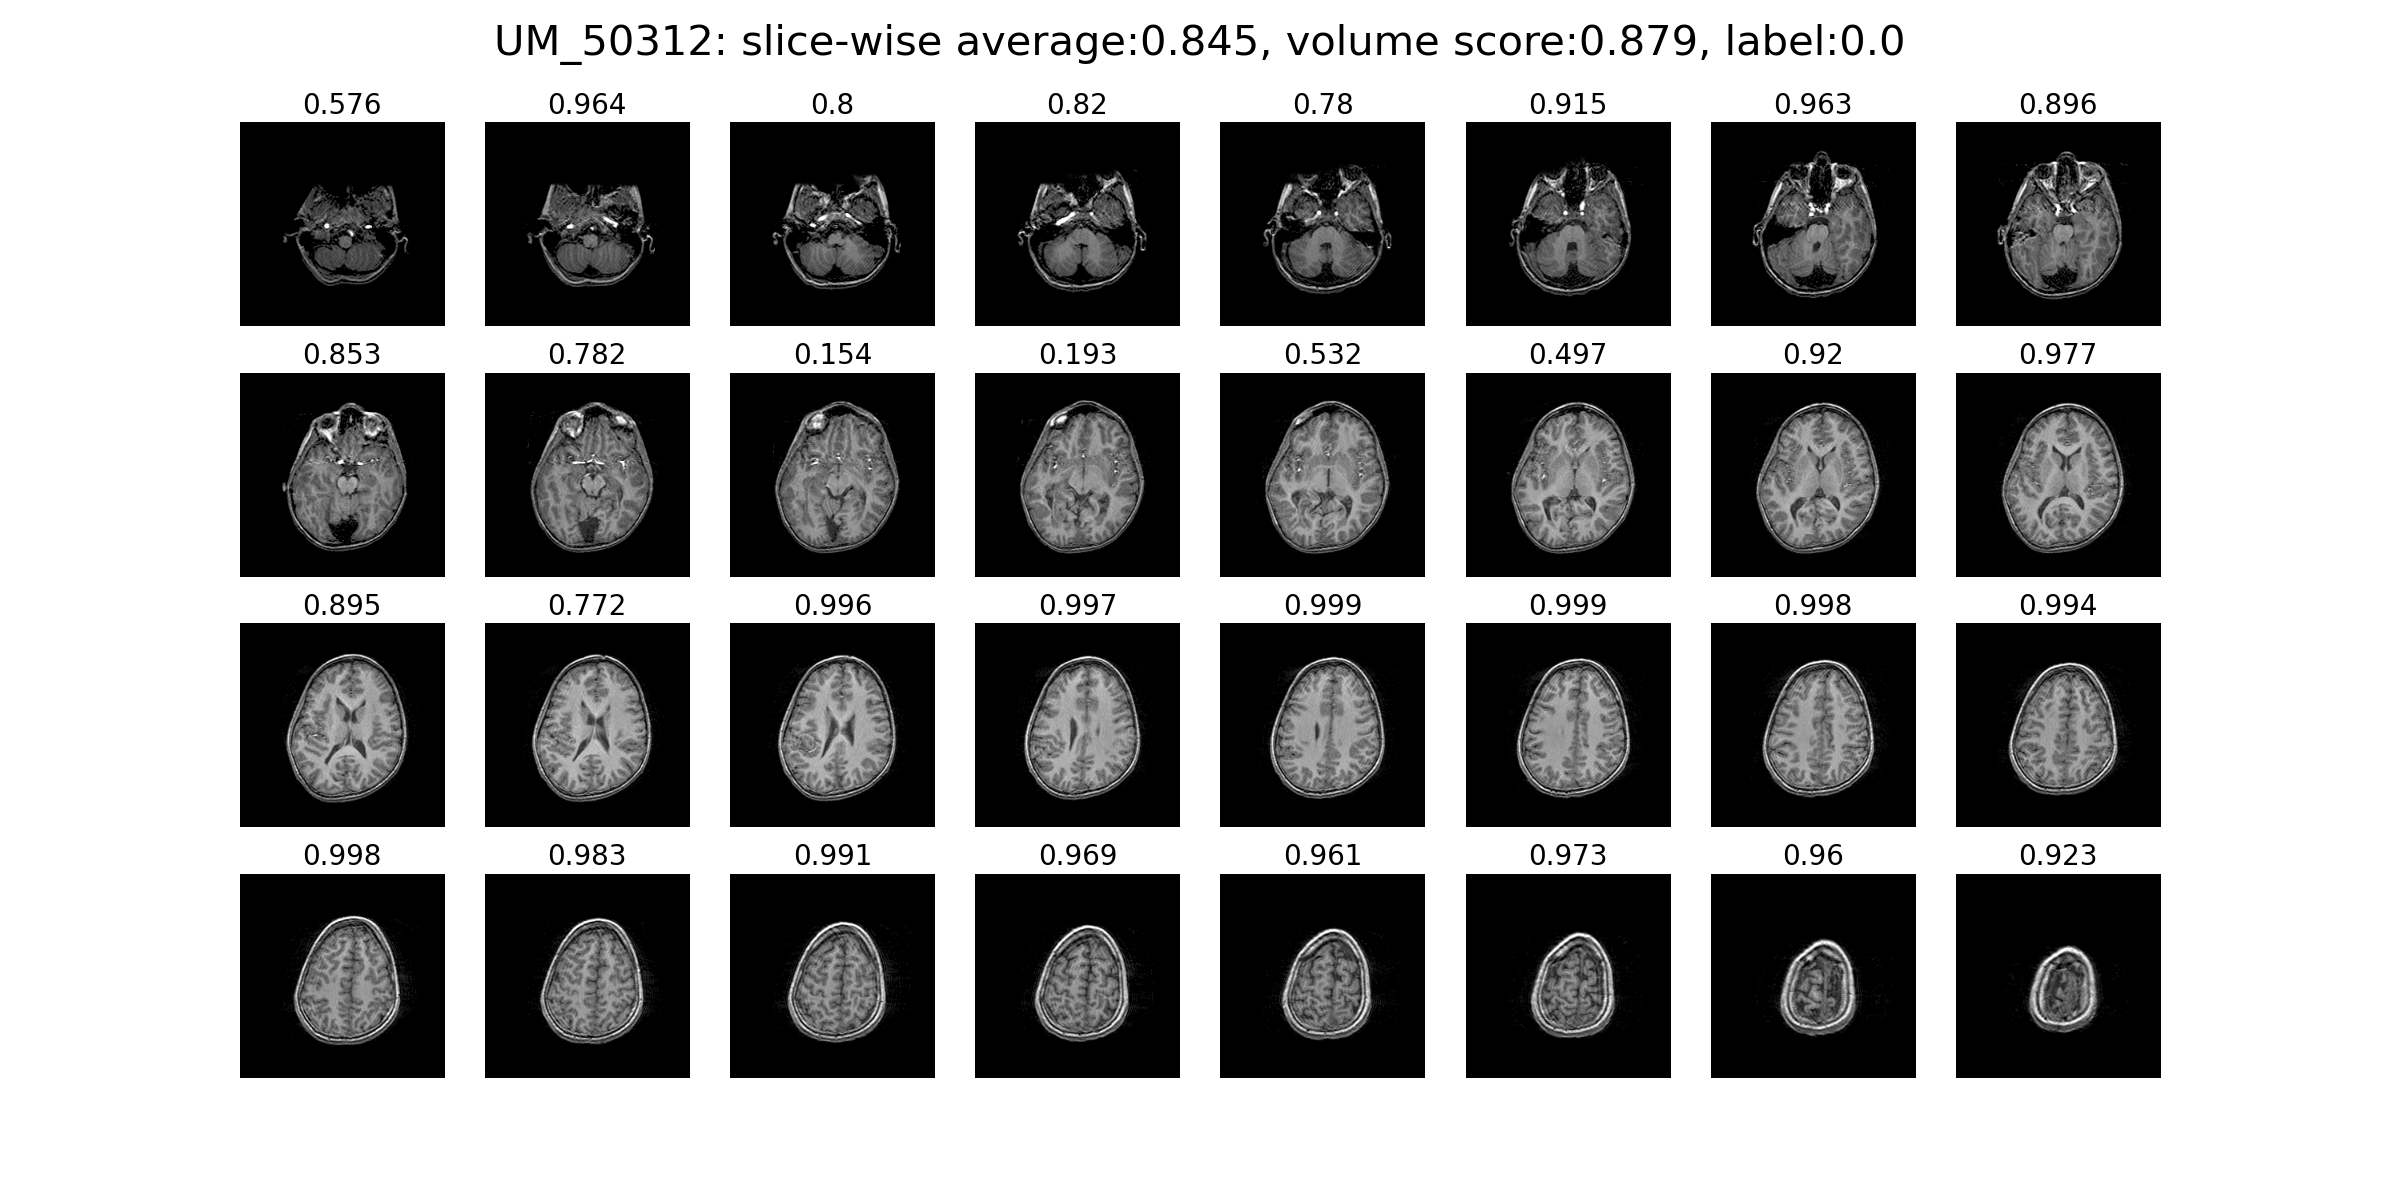 UM_50312: slice-wise average:0.845, volume score:0.879, label:0.0
0.576 0.964 0.8 0.82 0.78 0.915 0.963 0.896
0.853 0.782 0.154 0.193 0.532 0.497 0.92 0.977
0.895 0.772 0.996 0.997 0.999 0.999 0.998 0.994
0.998 0.983 0.991 0.969 0.961 0.973 0.96 0.923